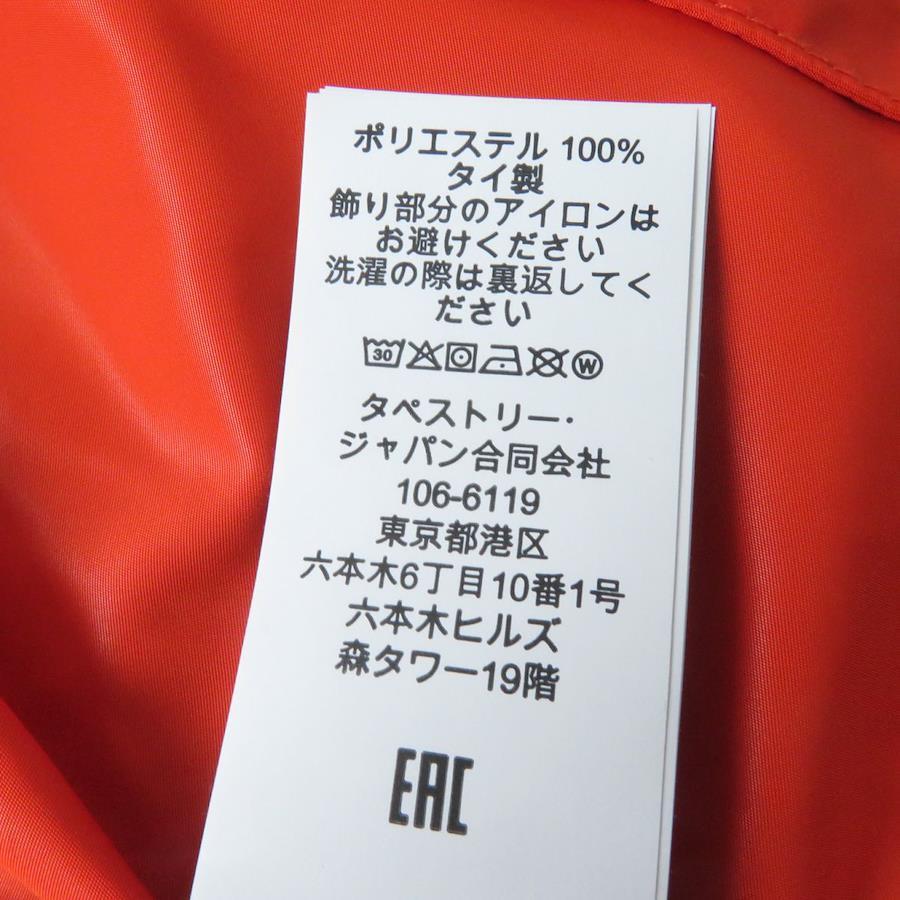 ポリエステル 100%
タイ製
飾り部分のアイロンは
お避けください
洗濯の際は裏返してく
ださい
30 W
タペストリー・
ジャパン合同会社
106-6119
東京都港区
六本木6丁目10番1号
六本木ヒルズ
森タワー19階
EAC